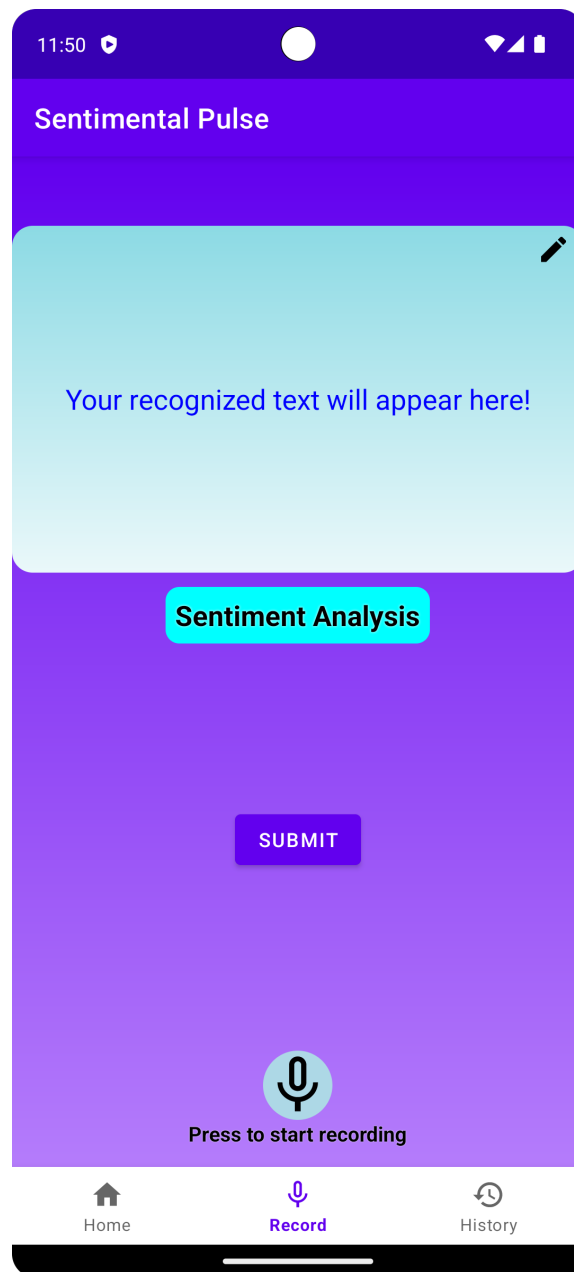 11:50
Sentimental Pulse
Your recognized text will appear here!
Sentiment Analysis
SUBMIT
Press to start recording
Home
Record
History